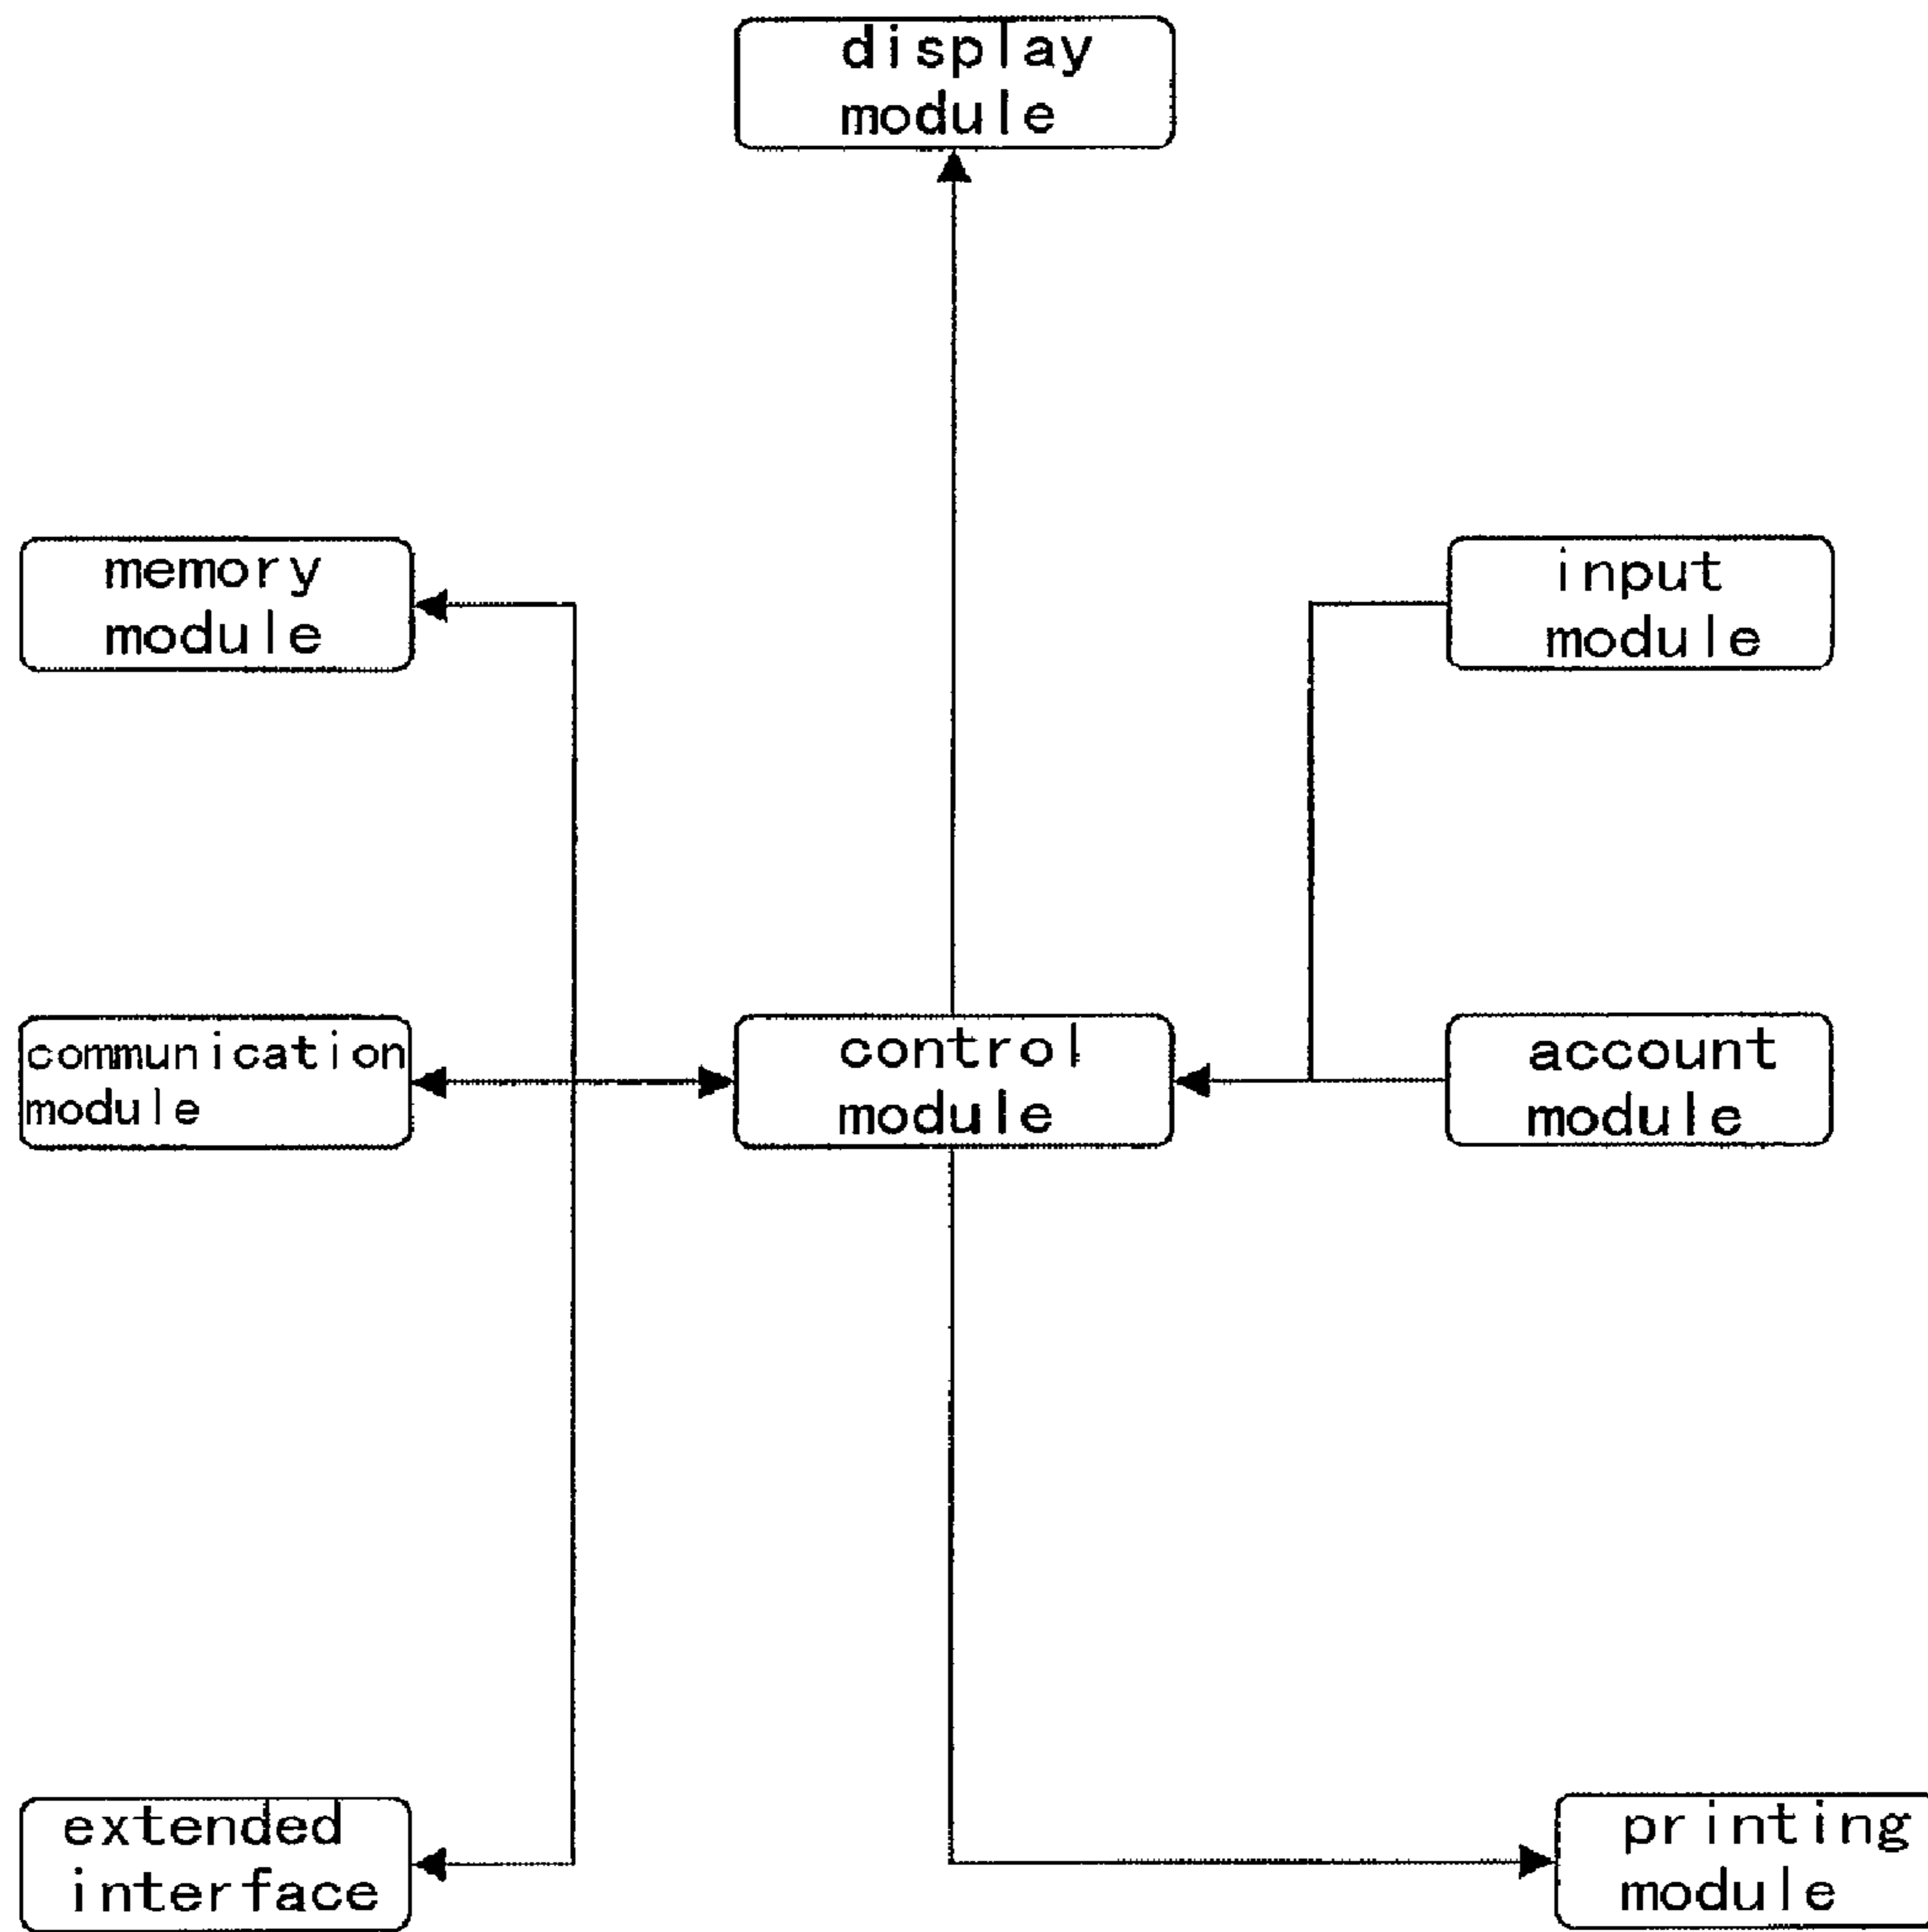 display
module
memory
module
input
module
communication
module
control
module
account
module
extended
interface
printing
module